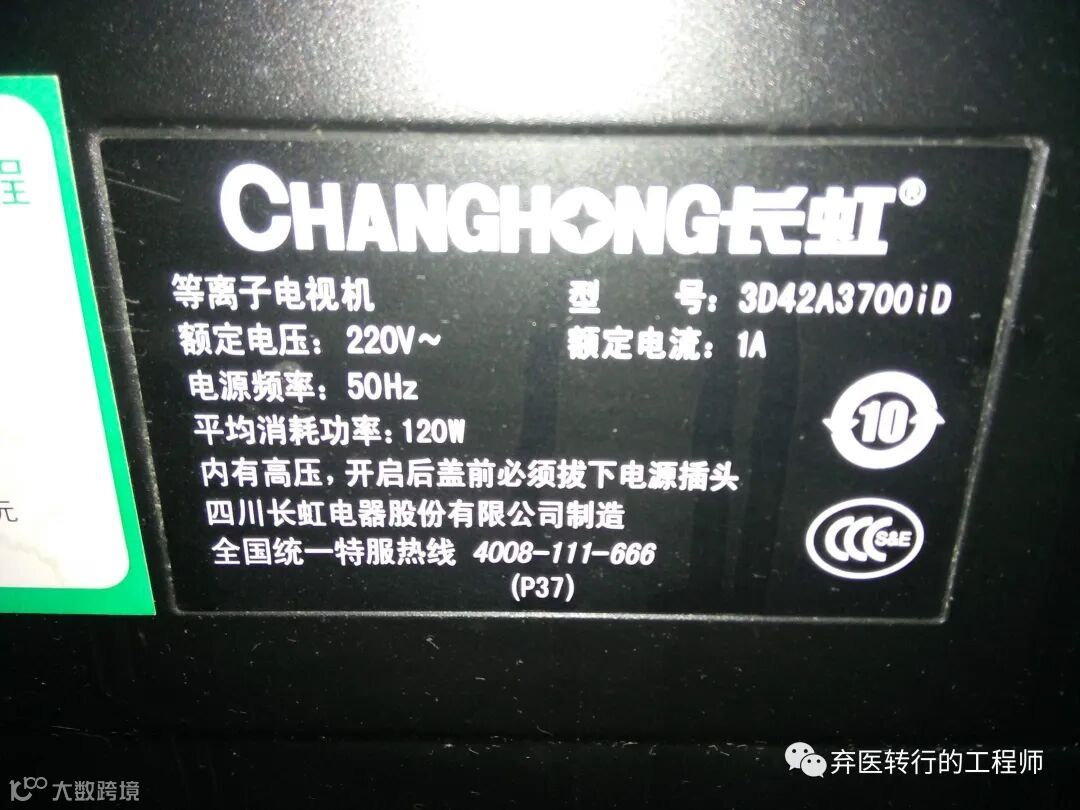 程
元
CHANGHONG长虹®
等离子电视机 型 号: 3D42A3700iD
额定电压: 220V~ 额定电流: 1A
电源频率: 50Hz
平均消耗功率: 120W
10
内有高压, 开启后盖前必须拔下电源插头
四川长虹电器股份有限公司制造
CCC S&E
全国统一特服热线 4008-111-666
(P37)
弃医转行的工程师
大数跨境